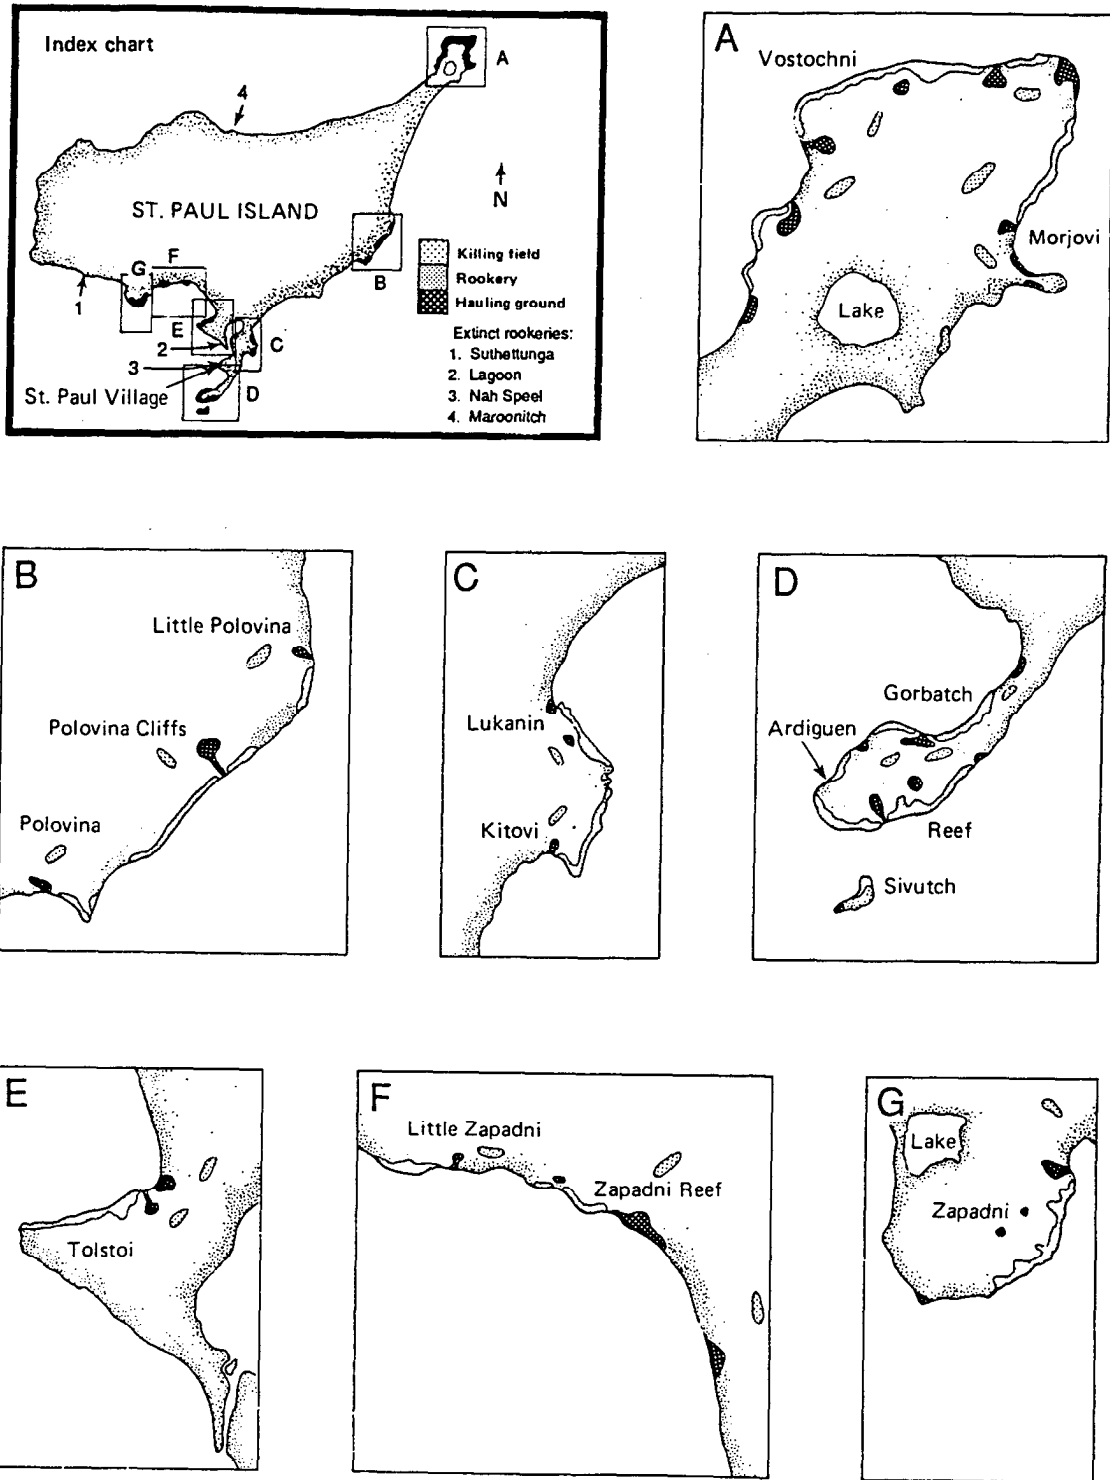 Index chart
A
4
N
ST. PAUL ISLAND
F
G
B
Killing field
Rookery
Hauling ground
1
E
Extinct rookeries:
2
C
1. Suthettunga
3
2. Lagoon
St. Paul Village
D
3. Nah Speel
4. Maroonitch
A
Vostochni
Morjovi
Lake
B
Little Polovina
Polovina Cliffs
Polovina
C
Lukanin
Kitovi
D
Gorbatch
Ardiguen
Reef
Sivutch
E
Tolstoi
F
Little Zapadni
Zapadni Reef
G
Lake
Zapadni